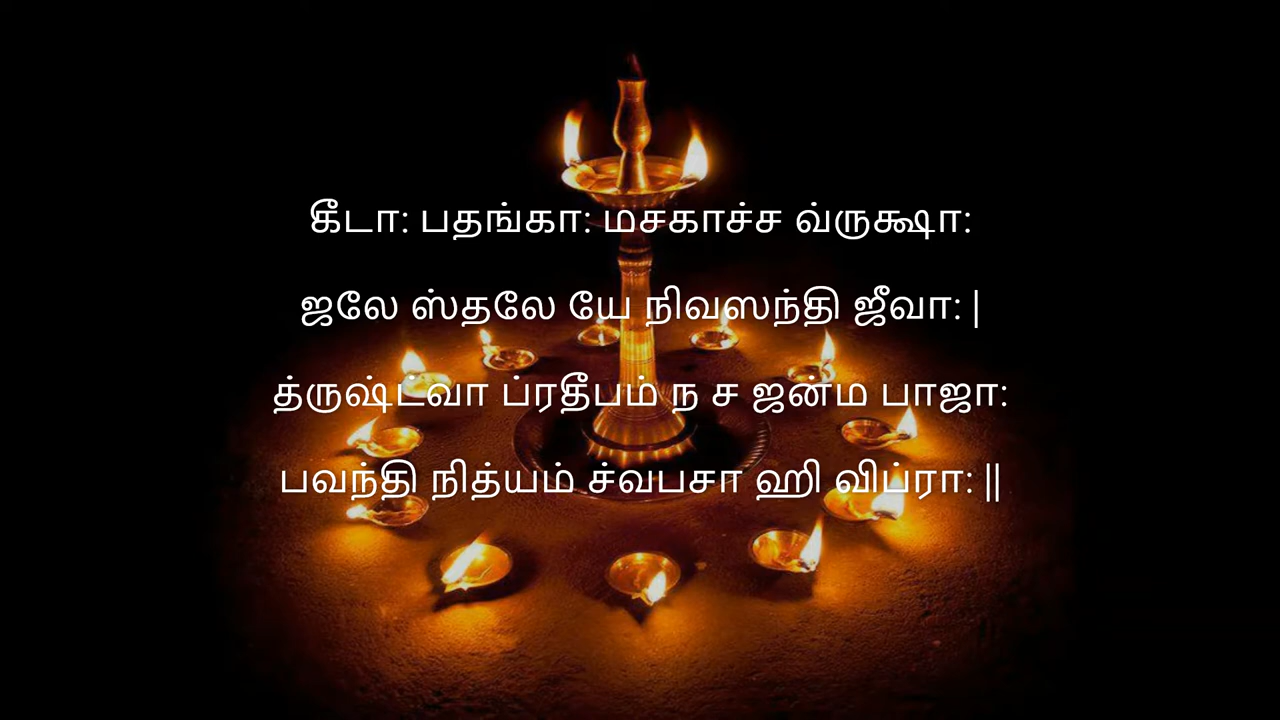 கீடா: பதங்கா: மசகாச்ச வ்ருக்ஷா:
ஜலே ஸ்தலே யே நிவஸந்தி ஜீவா: |
த்ருஷ்ட்வா ப்ரதீபம் ந ச ஜன்ம பாஜா:
பவந்தி நித்யம் ச்வபசா ஹி விப்ரா: ||